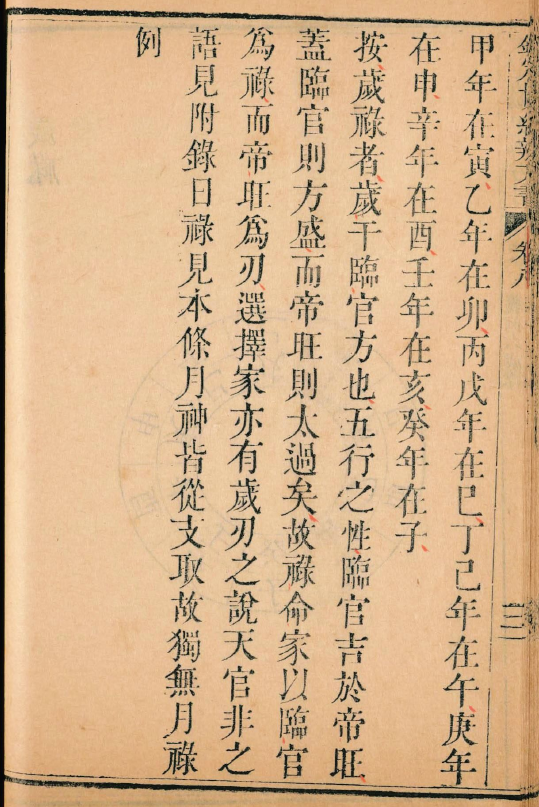 卷八
三
甲年在寅乙年在卯丙戊年在巳丁己年在午庚年
在申辛年在酉壬年在亥癸年在子
按歲祿者歲干臨官方也五行之性臨官吉於帝旺
蓋臨官則方盛而帝旺則太過矣故祿命家以臨官
爲祿而帝旺爲刃選擇家亦有歲刃之說天官非之
語見附錄日祿見本條月神皆從支取故獨無月祿
例